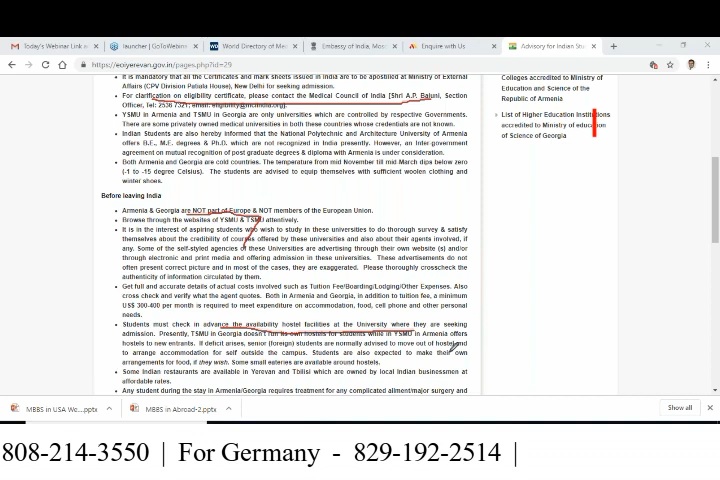 Today's Webinar Link
launcher | GoToWebinar
World Directory of Me
Embassy of India, Mos
Enquire with Us
Advisory for Indian Stu
https://eoiyerevan.gov.in/pages.php?id=29
It is mandatory that all the Certificates and mark sheets issued in India are to be apostilled at Ministry of External
Affairs (CPV Division Patiala House), New Delhi for seeking admission.
For clarification on eligibility certificate, please contact the Medical Council of India [Shri A.P. Bajuni, Section
Officer, Tel: 2536 7321; email: eligibility@mciindia.org].
YSMU in Armenia and TSMU in Georgia are only universities which are controlled by respective Governments.
There are some privately owned medical universities in both these countries whose credentials are not known.
Indian Students are also hereby informed that the National Polytechnic and Architecture University of Armenia
offers B.E., M.E. degrees & Ph.D. which are not recognized in India presently. However, an Inter-government
agreement on mutual recognition of post graduate degrees & diploma with Armenia is under consideration.
Both Armenia and Georgia are cold countries. The temperature from mid November till mid-March dips below zero
(-1 to -15 degree Celsius). The students are advised to equip themselves with sufficient woolen clothing and
winter shoes.
Before leaving India
Armenia & Georgia are NOT part of Europe & NOT members of the European Union.
Browse through the websites of YSMU & TSMU attentively.
It is in the interest of aspiring students who wish to study in these universities to do thorough survey & satisfy
themselves about the credibility of courses offered by these universities and also about their agents involved, if
any. Some of the self-styled agencies of these Universities are advertising through their own website (s) and/or
through electronic and print media and offering admission in these universities. These advertisements do not
often present correct picture and in most of the cases, they are exaggerated. Please thoroughly crosscheck the
authenticity of information circulated by them.
Get full and accurate details of actual costs involved such as Tuition Fee/Boarding/Lodging/Other Expenses. Also
cross check and verify what the agent quotes. Both in Armenia and Georgia, in addition to tuition fee, a minimum
US$ 300-400 per month is required to meet expenditure on accommodation, food, cell phone and other personal
needs.
Students must check in advance the availability hostel facilities at the University where they are seeking
admission. Presently, TSMU in Georgia doesn't run its own hostels for students while in YSMU in Armenia offers
hostels to new entrants. If deficit arises, senior (foreign) students are normally advised to move out of hostel and
to arrange accommodation for self outside the campus. Students are also expected to make their own
arrangements for food, if they wish. Some small eateries are available around hostels.
Some Indian restaurants are available in Yerevan and Tbilisi which are owned by local Indian businessmen at
affordable rates.
Any student during the stay in Armenia/Georgia requires treatment for any complicated ailment/major surgery and
Colleges accredited to Ministry of
Education and Science of the
Republic of Armenia
List of Higher Education Institutions
accredited to Ministry of education
of Science of Georgia
MBBS in USA We....pptx
MBBS in Abroad-2.pptx
Show all
808-214-3550 | For Germany - 829-192-2514 |